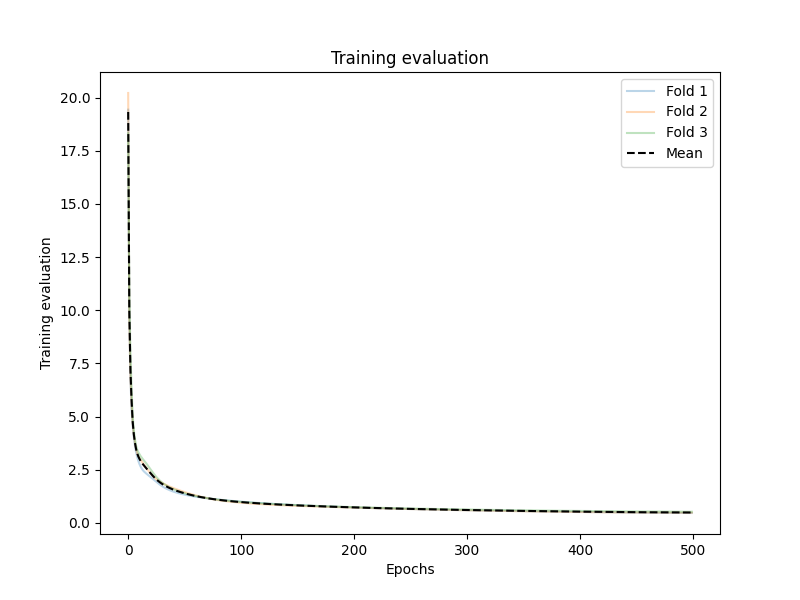 Training evaluation
Fold 1
Fold 2
Fold 3
Mean
Training evaluation
20.0
17.5
15.0
12.5
10.0
7.5
5.0
2.5
0.0
0
100
200
300
400
500
Epochs